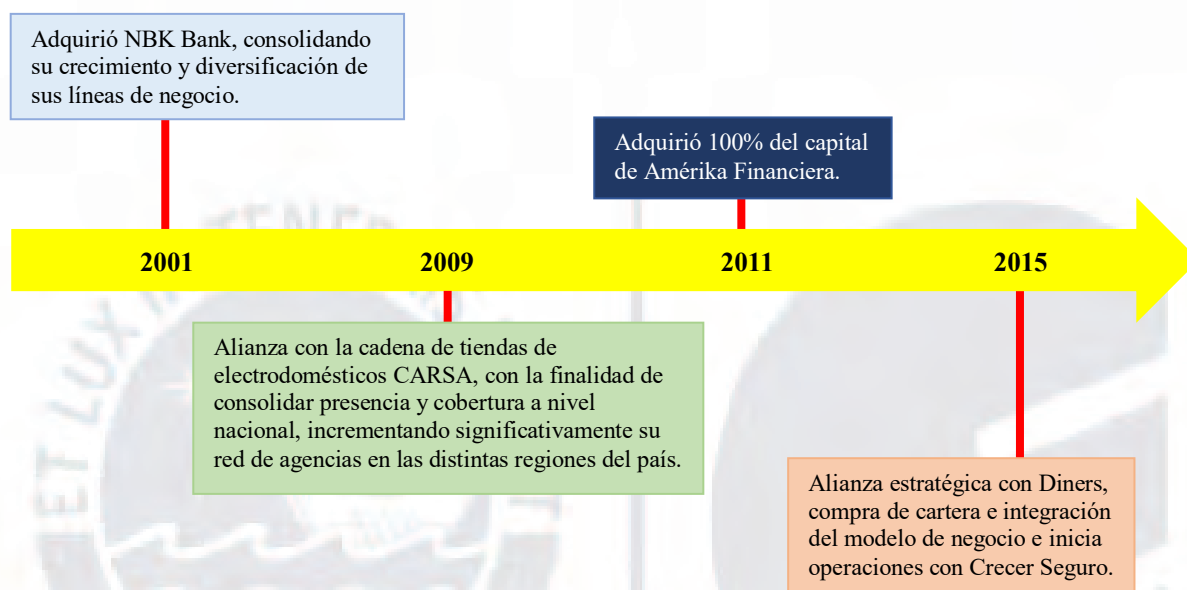 Adquirió NBK Bank, consolidando
su crecimiento y diversificación de
sus líneas de negocio.
Adquirió 100% del capital
de Amérika Financiera.
2001
2009
2011
2015
Alianza con la cadena de tiendas de
electrodomésticos CARSA, con la finalidad de
consolidar presencia y cobertura a nivel
nacional, incrementando significativamente su
red de agencias en las distintas regiones del país.
Alianza estratégica con Diners,
compra de cartera e integración
del modelo de negocio e inicia
operaciones con Crecer Seguro.